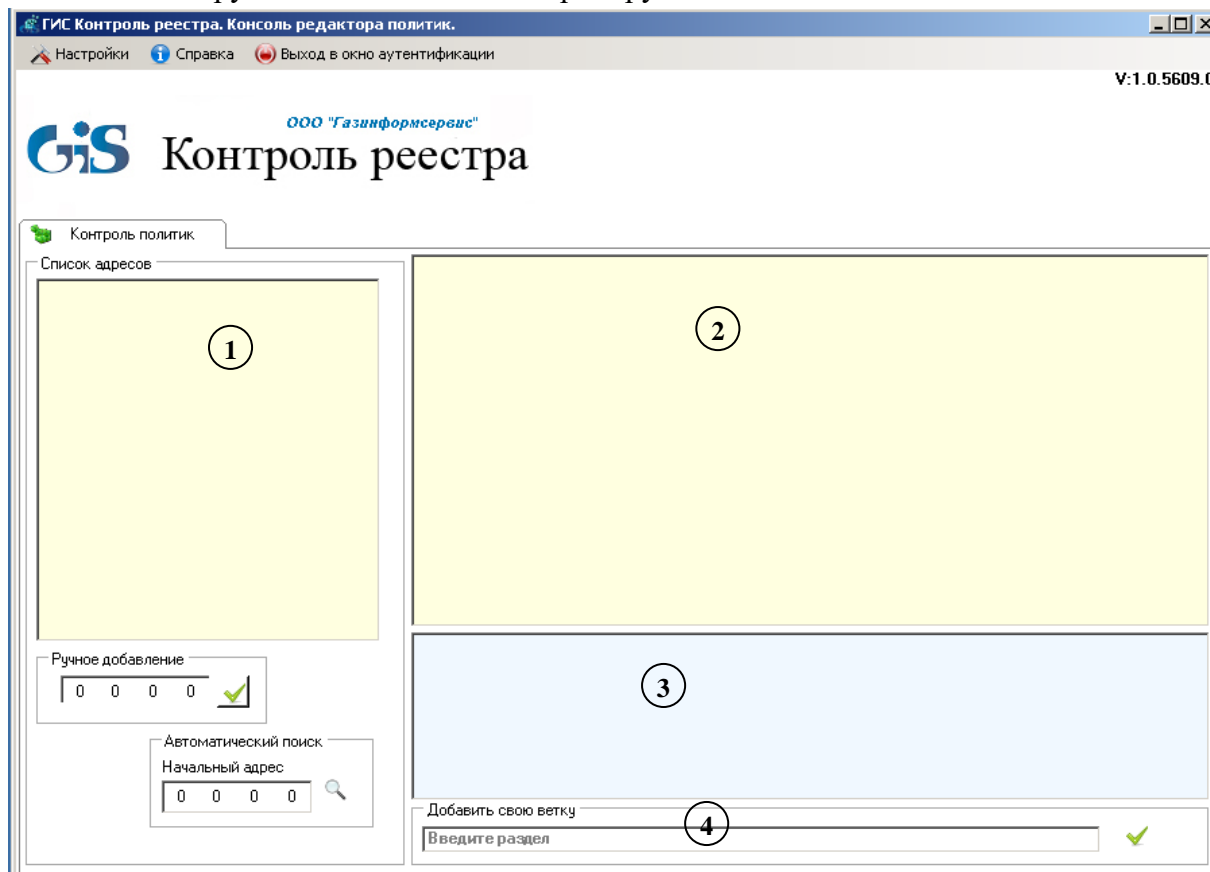 ГИС Контроль реестра. Консоль редактора политик.
Настройки Справка Выход в окно аутентификации
V:1.0.5609.0
ООО "Газинформсервис"
GIS Контроль реестра
Контроль политик
Список адресов
1
2
Ручное добавление
0 0 0 0
3
Автоматический поиск
Начальный адрес
0 0 0 0
Добавить свою ветку
4
Введите раздел